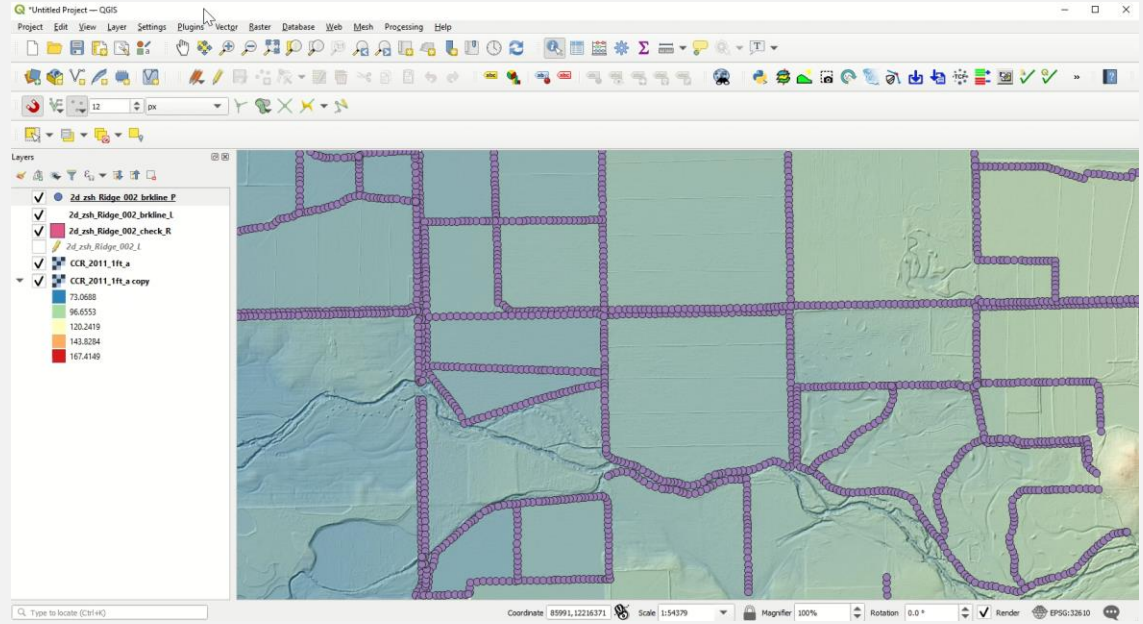 *Untitled Project — QGIS
Project Edit View Layer Settings Plugins Vector Raster Database Web Mesh Processing Help
12 px
Layers
2d_zsh_Ridge_002_brkline_P
2d_zsh_Ridge_002_brkline_L
2d_zsh_Ridge_002_check_R
2d_zsh_Ridge_002_L
CCR_2011_1ft_a
CCR_2011_1ft_a copy
73.0688
96.6553
120.2419
143.8284
167.4149
Type to locate (Ctrl+K) Coordinate 85991,12216371 Scale 1:54379 Magnifier 100% Rotation 0.0 ° Render EPSG:32610